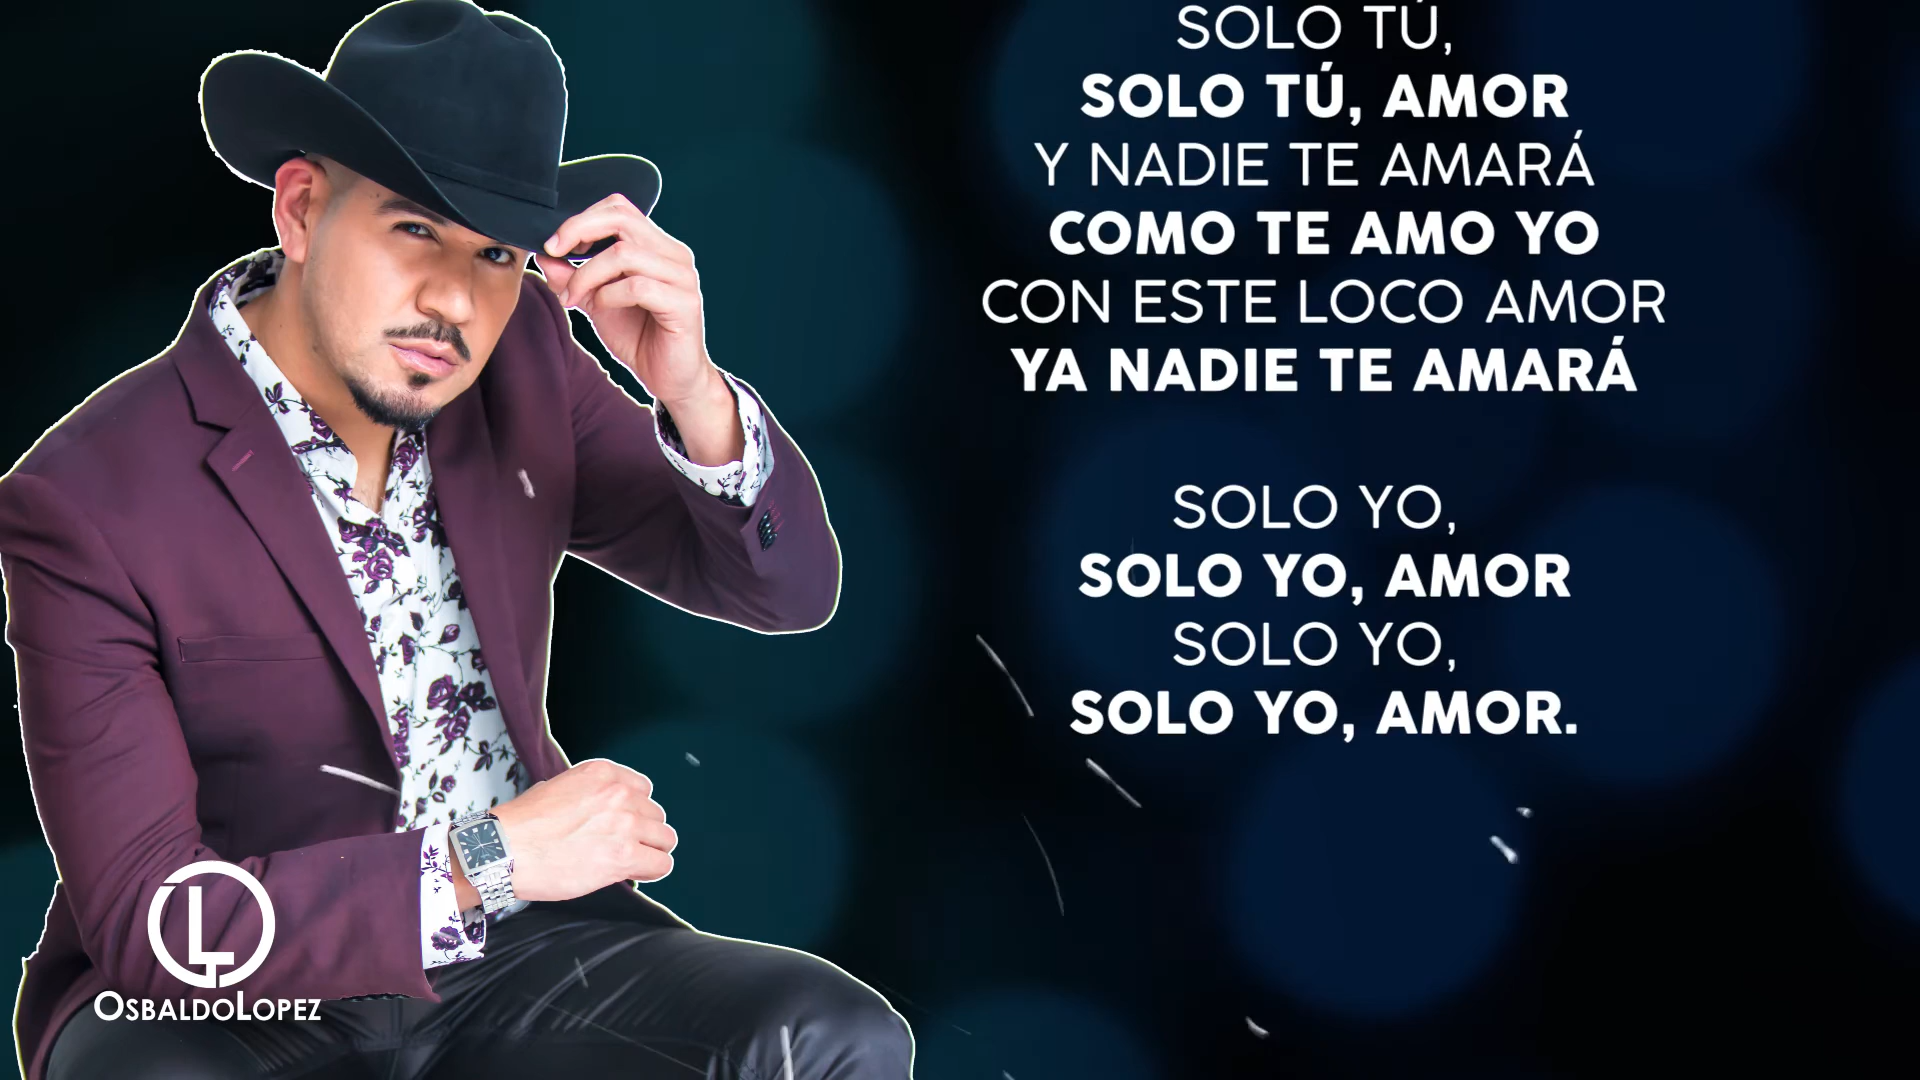 SOLO TÚ,
SOLO TÚ, AMOR
Y NADIE TE AMARÁ
COMO TE AMO YO
CON ESTE LOCO AMOR
YA NADIE TE AMARÁ
SOLO YO,
SOLO YO, AMOR
SOLO YO,
SOLO YO, AMOR.
OL
OSBALDOLOPEZ